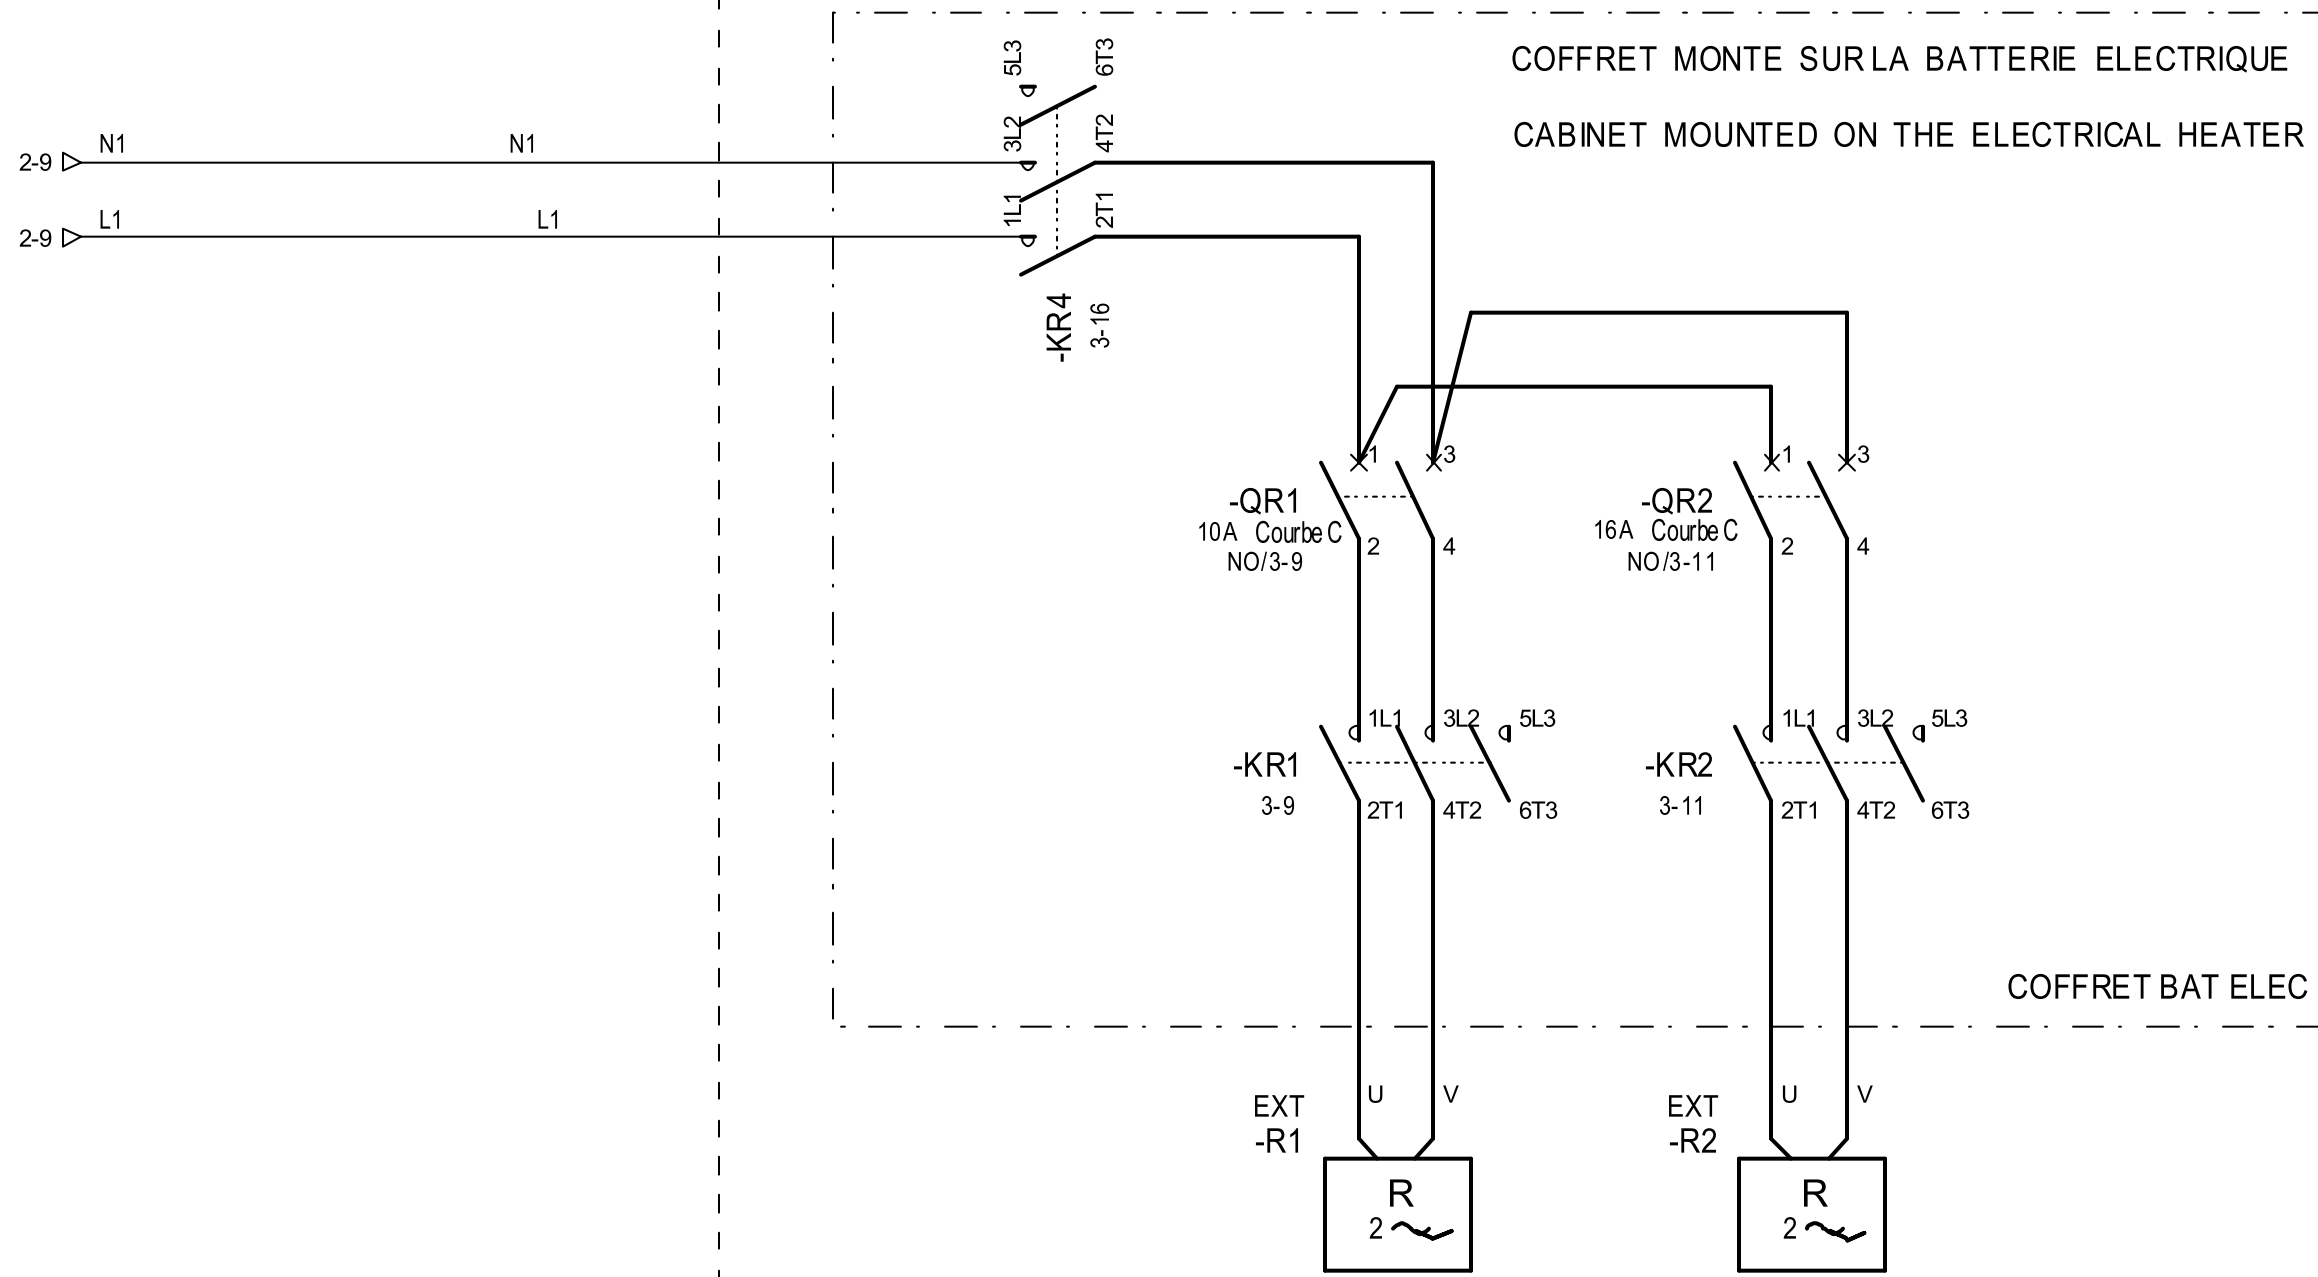 COFFRET MONTE SUR LA BATTERIE ELECTRIQUE
CABINET MOUNTED ON THE ELECTRICAL HEATER
5L3
6T3
3L2
4T2
1L1
2T1
2-9
N1
N1
2-9
L1
L1
-KR4
3-16
1
3
1
3
-QR1
10A Courbe C
NO/3-9
2
4
-QR2
16A Courbe C
NO/3-11
2
4
1L1
3L2
5L3
1L1
3L2
5L3
-KR1
3-9
2T1
4T2
6T3
-KR2
3-11
2T1
4T2
6T3
COFFRET BAT ELEC
EXT
-R1
U
V
EXT
-R2
U
V
R
2
R
2